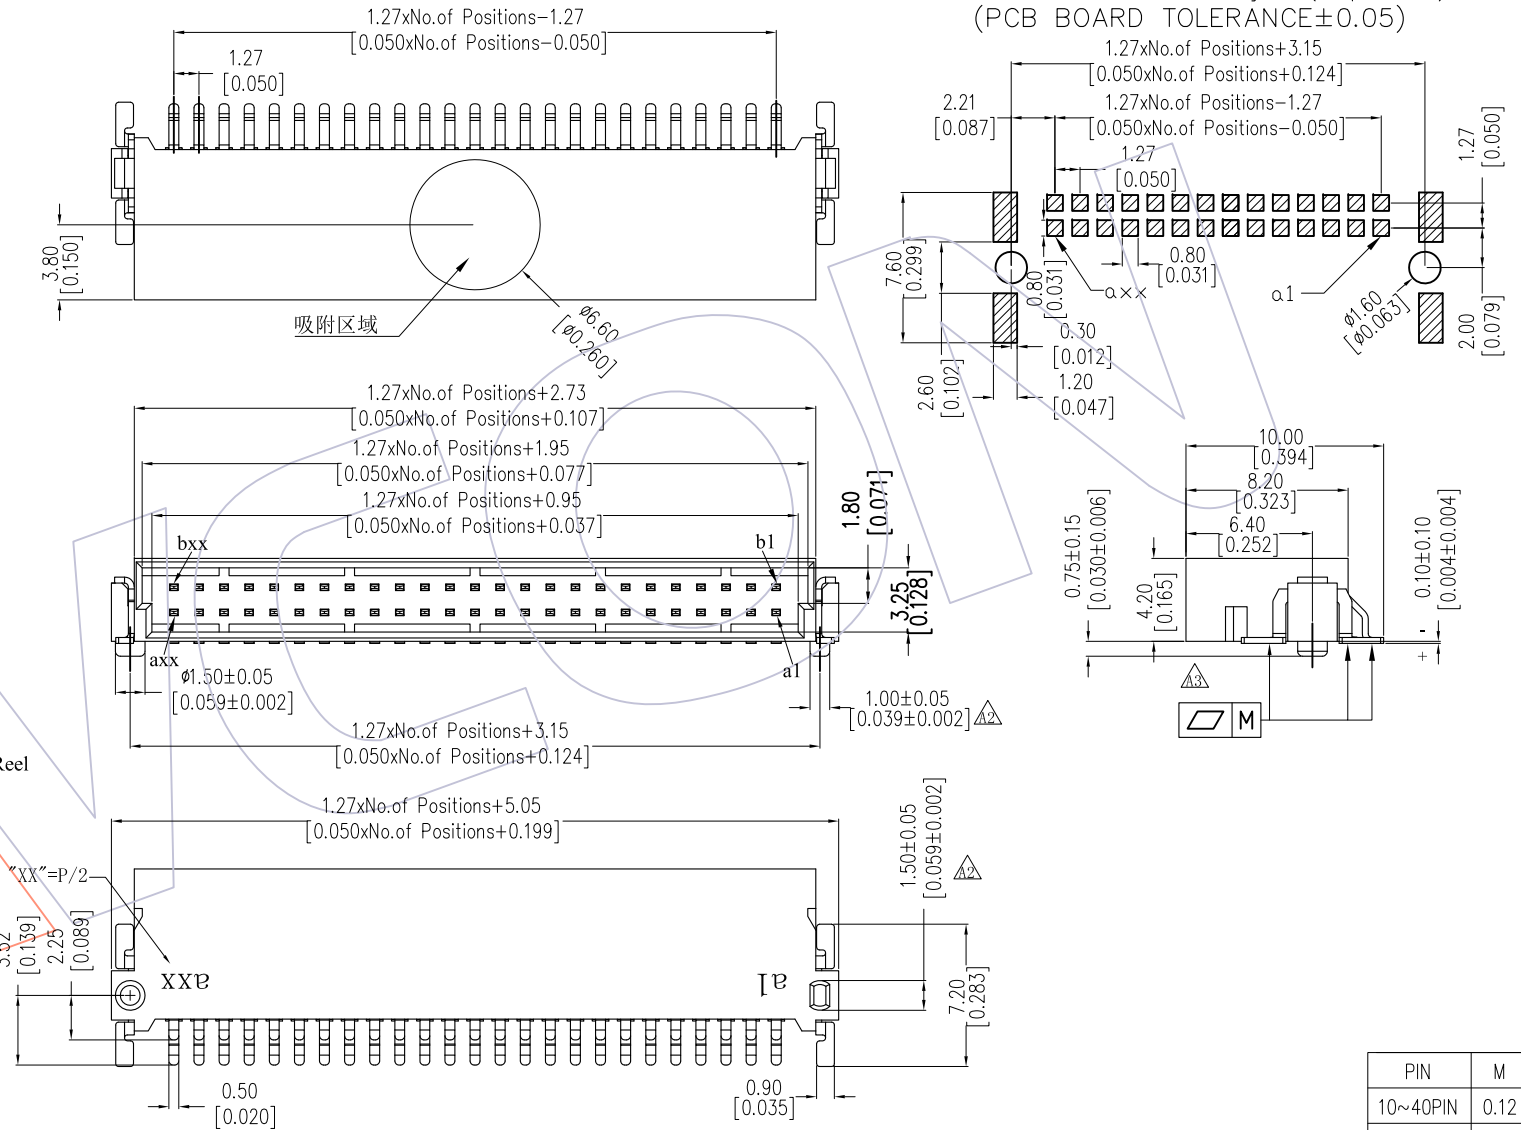 1.27xNo.of Positions-1.27
[0.050xNo.of Positions-0.050]
1.27
[0.050]
3.80
[0.150]
吸附区域
ø6.60
[ø0.260]
(PCB BOARD TOLERANCE±0.05)
1.27xNo.of Positions+3.15
[0.050xNo.of Positions+0.124]
2.21
[0.087]
1.27xNo.of Positions-1.27
[0.050xNo.of Positions-0.050]
1.27
[0.050]
1.27
[0.050]
7.60
[0.299]
0.80
[0.031]
0.80
[0.031]
axx
a1
ø1.60
[ø0.063]
2.00
[0.079]
0.30
[0.012]
2.60
[0.102]
1.20
[0.047]
1.27xNo.of Positions+2.73
[0.050xNo.of Positions+0.107]
1.27xNo.of Positions+1.95
[0.050xNo.of Positions+0.077]
1.27xNo.of Positions+0.95
[0.050xNo.of Positions+0.037]
1.80
[0.071]
bxx
b1
3.25
[0.128]
axx
a1
ø1.50±0.05
[0.059±0.002]
1.00±0.05
[0.039±0.002]
A2
1.27xNo.of Positions+3.15
[0.050xNo.of Positions+0.124]
10.00
[0.394]
8.20
[0.323]
6.40
[0.252]
0.75±0.15
[0.030±0.006]
4.20
[0.165]
0.10±0.10
[0.004±0.004]
-
+
A3
M
Reel
1.27xNo.of Positions+5.05
[0.050xNo.of Positions+0.199]
"XX"=P/2
1.50±0.05
[0.059±0.002]
A2
[0.139]
2.25
[0.089]
axx
a1
7.20
[0.283]
0.50
[0.020]
0.90
[0.035]
PIN M
10~40PIN 0.12